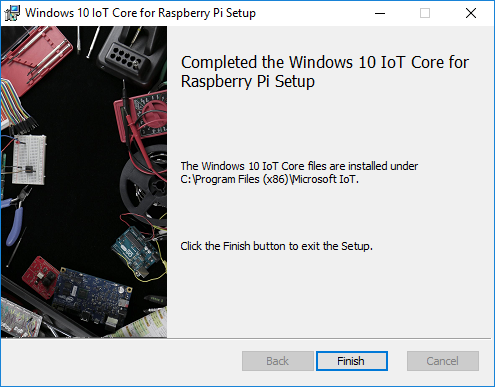 Windows 10 IoT Core for Raspberry Pi Setup
Completed the Windows 10 IoT Core for
Raspberry Pi Setup
The Windows 10 IoT Core files are installed under
C:\Program Files (x86)\Microsoft IoT.
Click the Finish button to exit the Setup.
Back
Finish
Cancel